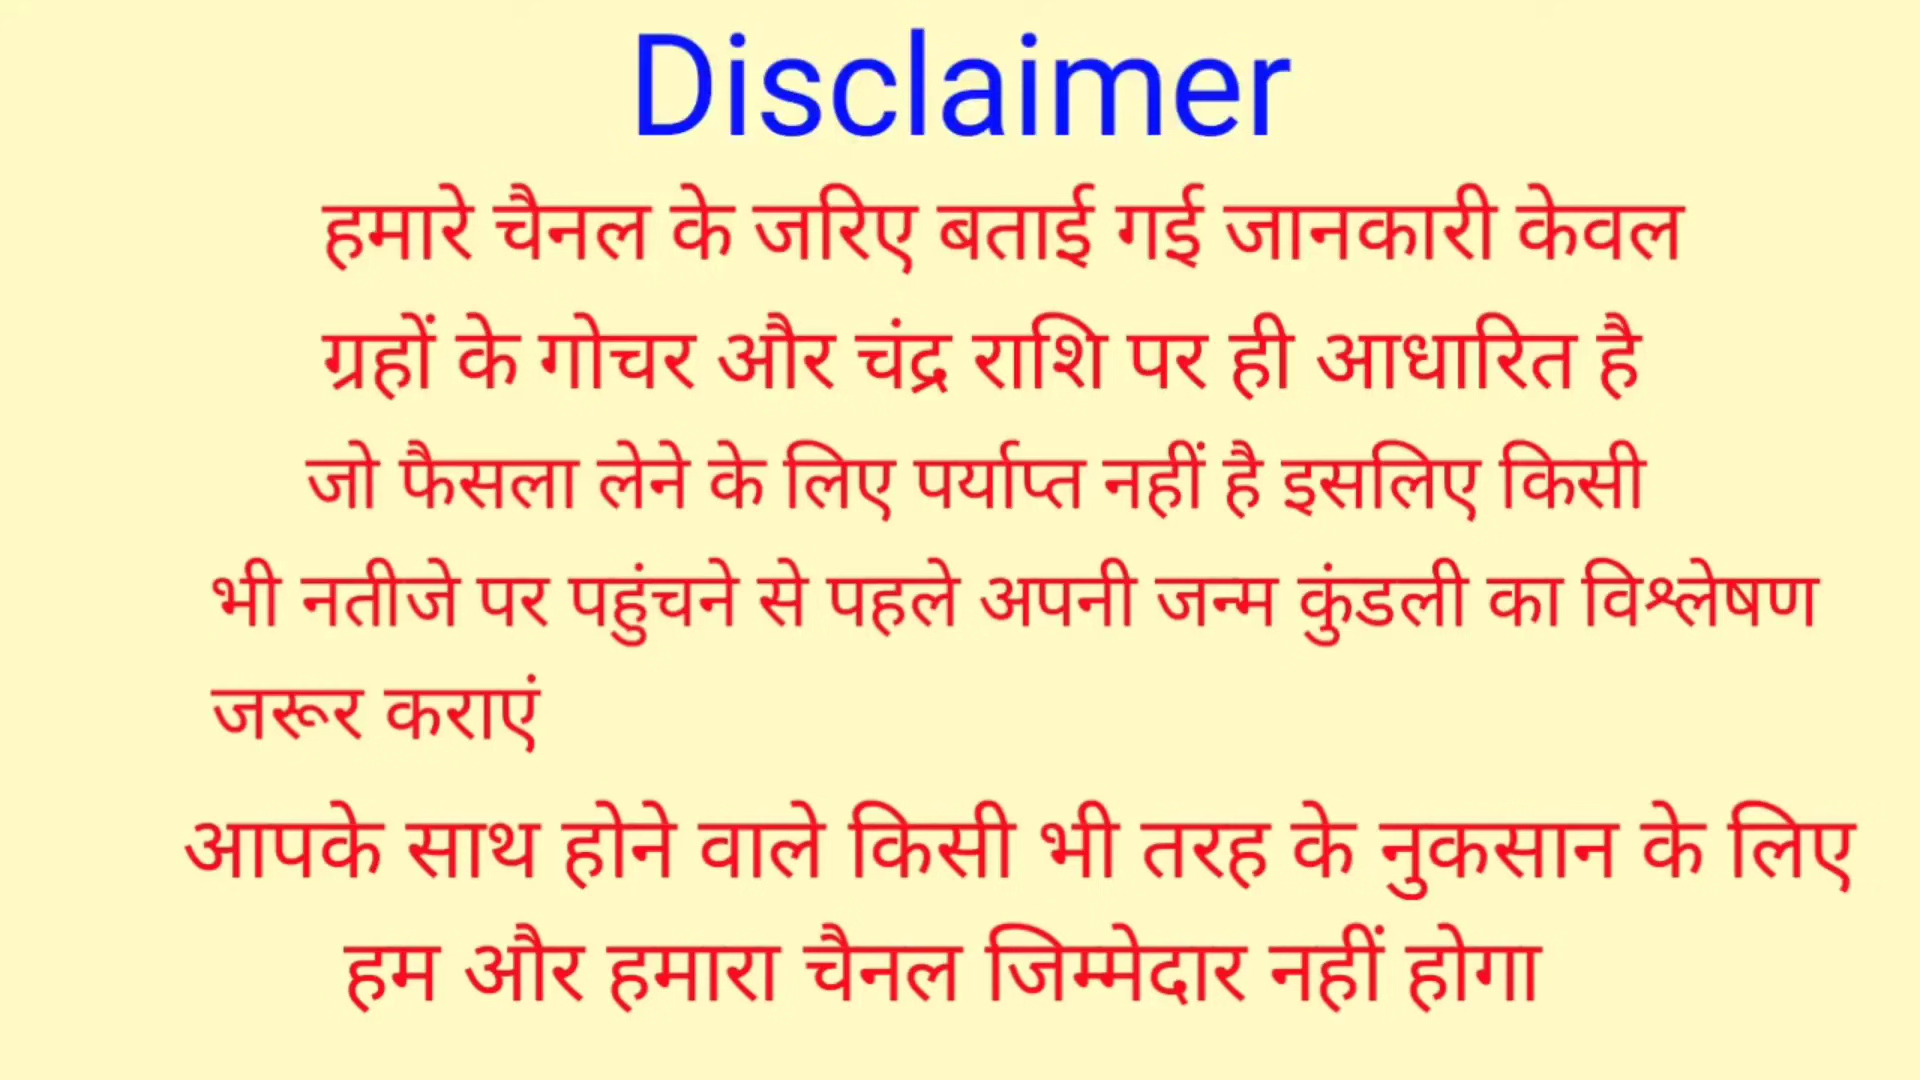 Disclaimer
हमारे चैनल के जरिए बताई गई जानकारी केवल
ग्रहों के गोचर और चंद्र राशि पर ही आधारित है
जो फैसला लेने के लिए पर्याप्त नहीं है इसलिए किसी
भी नतीजे पर पहुंचने से पहले अपनी जन्म कुंडली का विश्लेषण
जरूर कराएं
आपके साथ होने वाले किसी भी तरह के नुकसान के लिए
हम और हमारा चैनल जिम्मेदार नहीं होगा